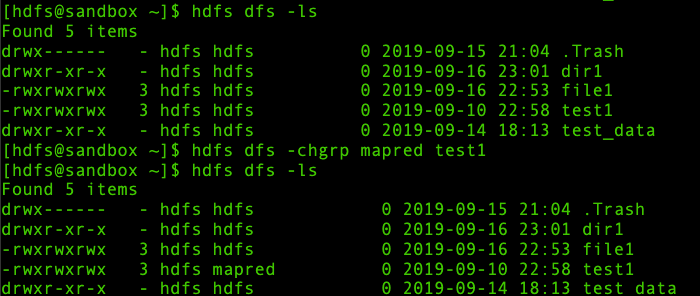 [hdfs@sandbox ~]$ hdfs dfs -ls
Found 5 items
drwx------   - hdfs hdfs          0 2019-09-15 21:04 .Trash
drwxr-xr-x   - hdfs hdfs          0 2019-09-16 23:01 dir1
-rwxrwxrwx   3 hdfs hdfs          0 2019-09-16 22:53 file1
-rwxrwxrwx   3 hdfs hdfs          0 2019-09-10 22:58 test1
drwxr-xr-x   - hdfs hdfs          0 2019-09-14 18:13 test_data
[hdfs@sandbox ~]$ hdfs dfs -chgrp mapred test1
[hdfs@sandbox ~]$ hdfs dfs -ls
Found 5 items
drwx------   - hdfs hdfs            0 2019-09-15 21:04 .Trash
drwxr-xr-x   - hdfs hdfs            0 2019-09-16 23:01 dir1
-rwxrwxrwx   3 hdfs hdfs            0 2019-09-16 22:53 file1
-rwxrwxrwx   3 hdfs mapred          0 2019-09-10 22:58 test1
drwxr-xr-x   - hdfs hdfs            0 2019-09-14 18:13 test_data